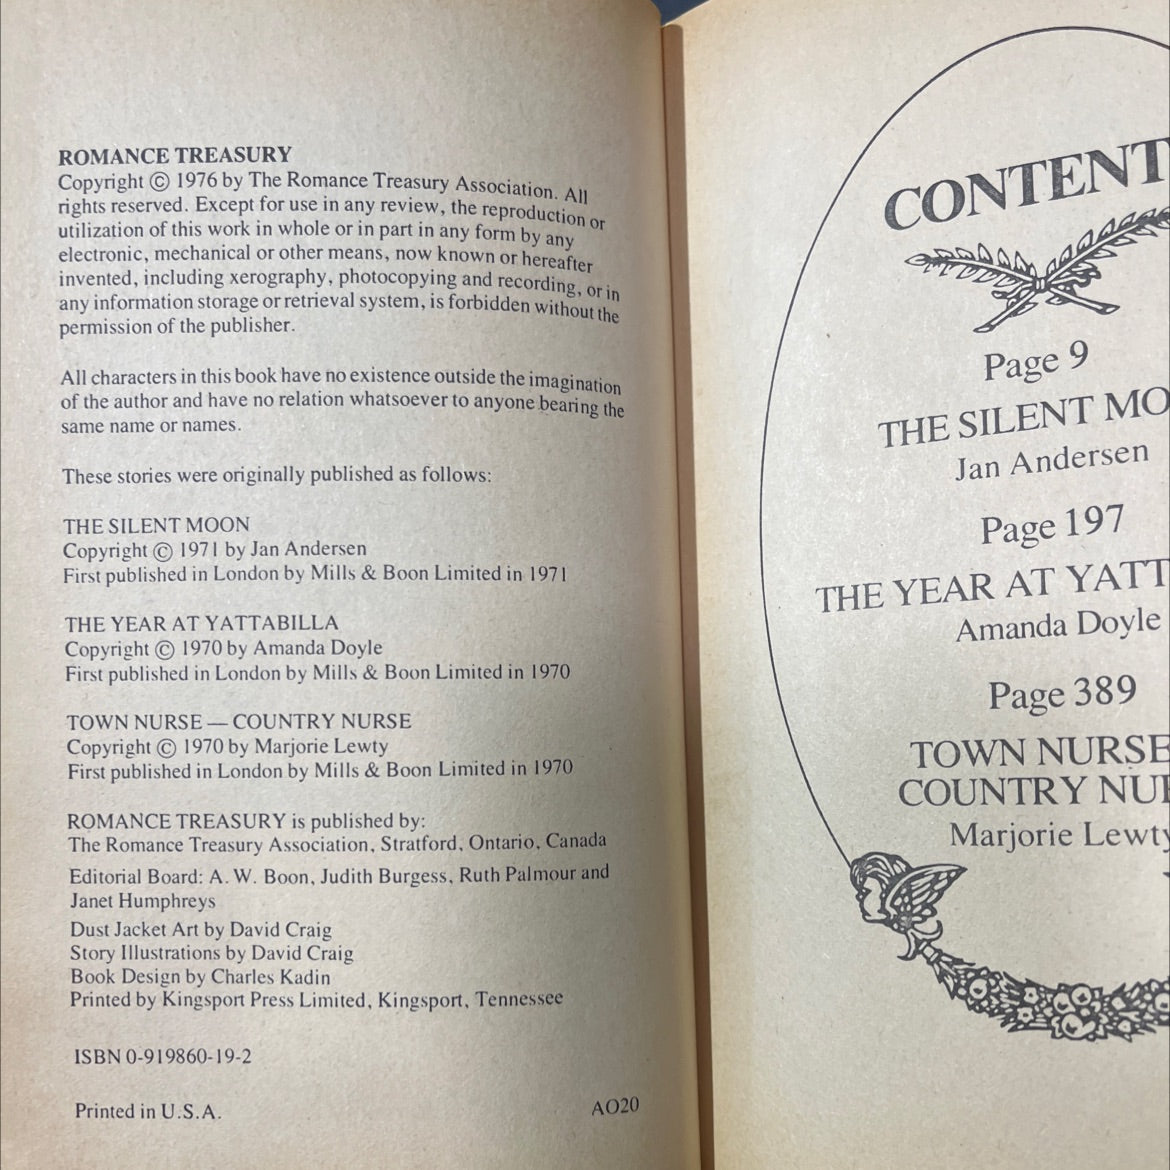 ROMANCE TREASURY
Copyright © 1976 by The Romance Treasury Association. All
rights reserved. Except for use in any review, the reproduction or
utilization of this work in whole or in part in any form by any
electronic, mechanical or other means, now known or hereafter
invented, including xerography, photocopying and recording, or in
any information storage or retrieval system, is forbidden without the
permission of the publisher.
All characters in this book have no existence outside the imagination
of the author and have no relation whatsoever to anyone bearing the
same name or names.
These stories were originally published as follows:
THE SILENT MOON
Copyright © 1971 by Jan Andersen
First published in London by Mills & Boon Limited in 1971
THE YEAR AT YATTABILLA
Copyright © 1970 by Amanda Doyle
First published in London by Mills & Boon Limited in 1970
TOWN NURSE — COUNTRY NURSE
Copyright © 1970 by Marjorie Lewty
First published in London by Mills & Boon Limited in 1970
ROMANCE TREASURY is published by:
The Romance Treasury Association, Stratford, Ontario, Canada
Editorial Board: A. W. Boon, Judith Burgess, Ruth Palmour and
Janet Humphreys
Dust Jacket Art by David Craig
Story Illustrations by David Craig
Book Design by Charles Kadin
Printed by Kingsport Press Limited, Kingsport, Tennessee
ISBN 0-919860-19-2
Printed in U.S.A.
AO20
CONTENT
Page 9
THE SILENT MO
Jan Andersen
Page 197
THE YEAR AT YATT
Amanda Doyle
Page 389
TOWN NURSE
COUNTRY NU
Marjorie Lewty